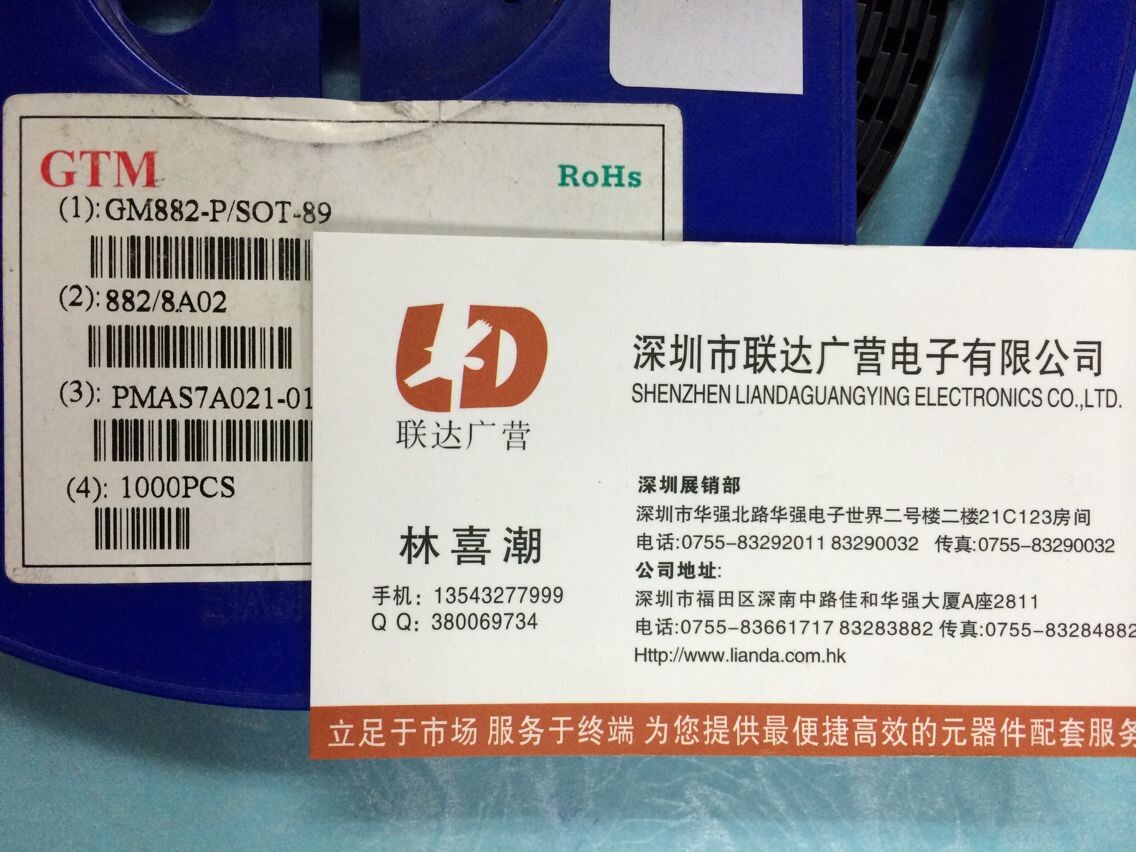 GTM
RoHs
(1): GM882-P/SOT-89
(2): 882/8A02
(3): PMAS7A021-01
(4): 1000PCS
联达广营
深圳市联达广营电子有限公司
SHENZHEN LIANDAGUANGYING ELECTRONICS CO.,LTD.
林喜潮
手机：13543277999
Q Q：380069734
深圳展销部
深圳市华强北路华强电子世界二号楼二楼21C123房间
电话:0755-83292011 83290032 传真:0755-83290032
公司地址:
深圳市福田区深南中路佳和华强大厦A座2811
电话:0755-83661717 83283882 传真:0755-83284882
Http://www.lianda.com.hk
立足于市场 服务于终端 为您提供最便捷高效的元器件配套服务